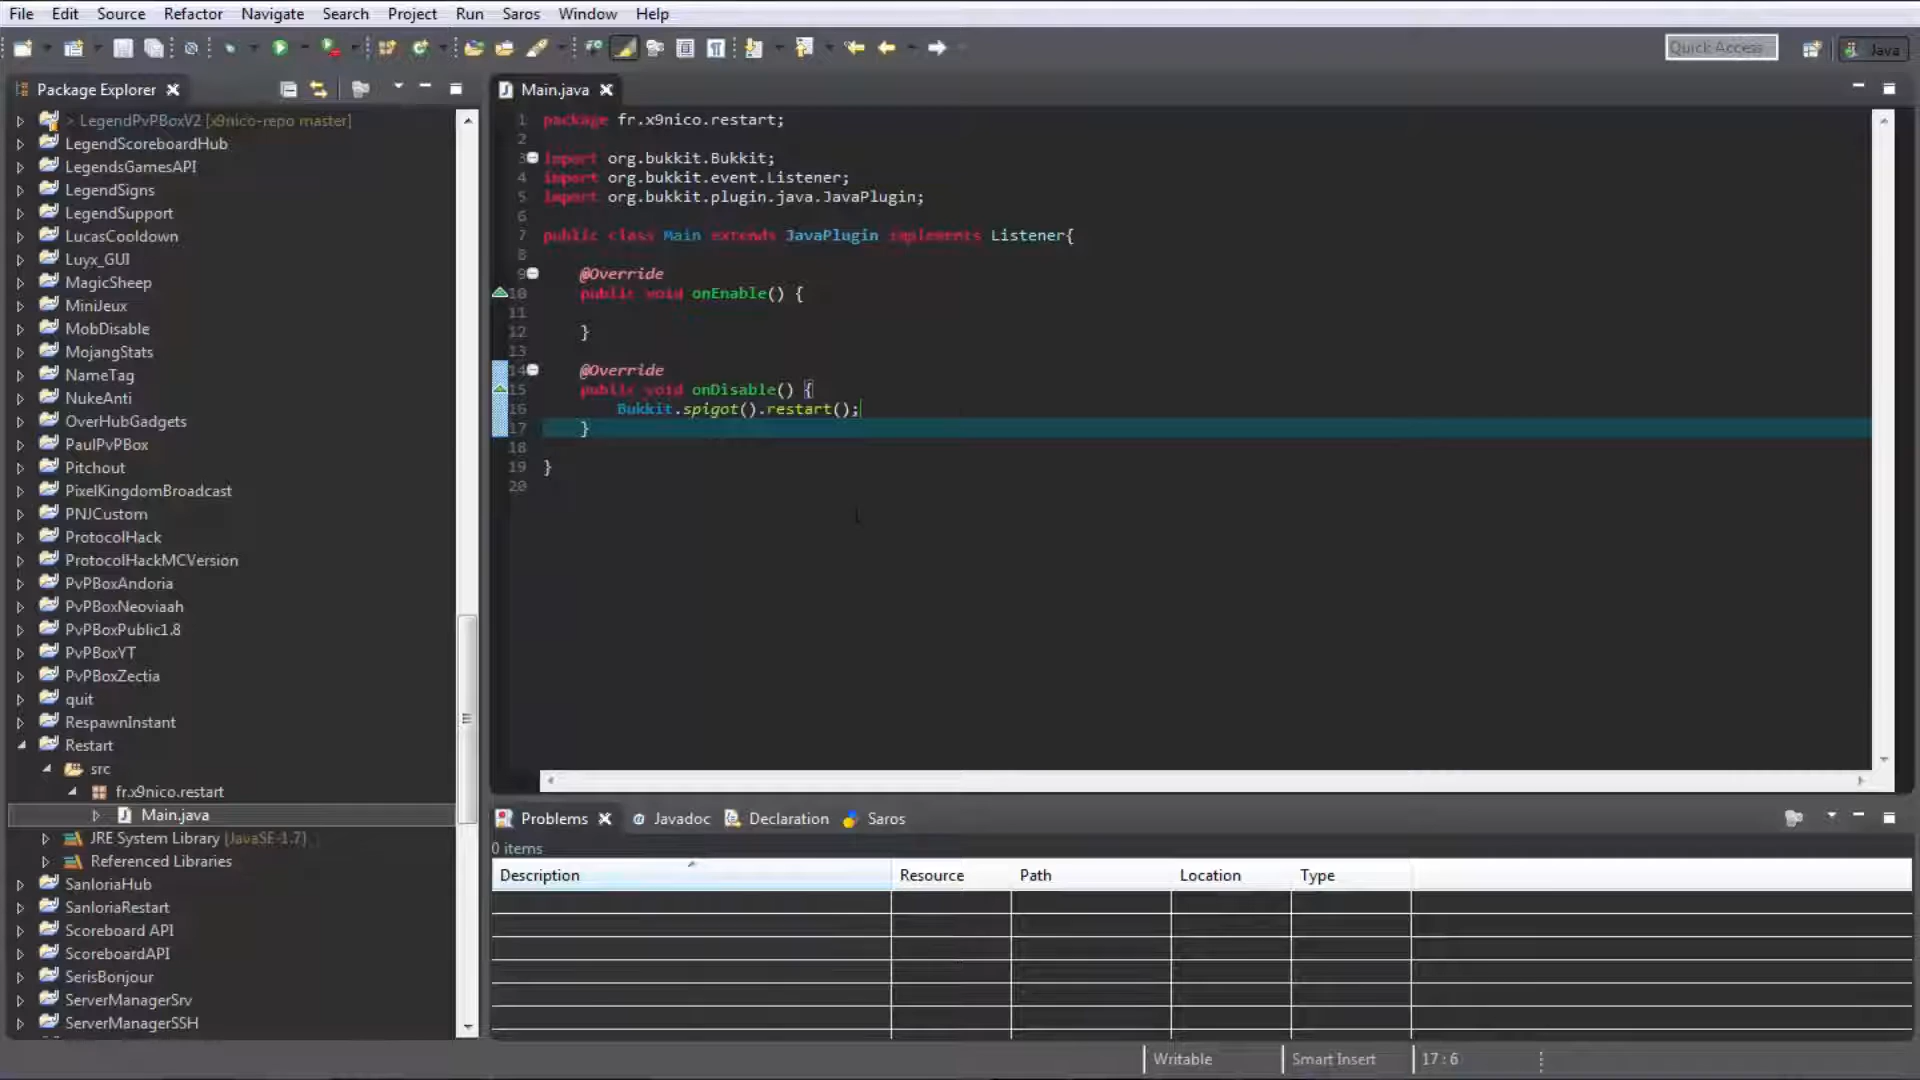 File Edit Source Refactor Navigate Search Project Run Saros Window Help
Quick Access
Java
Package Explorer
> LegendPvPBoxV2 [x9nico-repo master]
LegendScoreboardHub
LegendsGamesAPI
LegendSigns
LegendSupport
LucasCooldown
Luyx_GUI
MagicSheep
MiniJeux
MobDisable
MojangStats
NameTag
NukeAnti
OverHubGadgets
PaulPvPBox
Pitchout
PixelKingdomBroadcast
PNJCustom
ProtocolHack
ProtocolHackMCVersion
PvPBoxAndoria
PvPBoxNeoviaah
PvPBoxPublic1.8
PvPBoxYT
PvPBoxZectia
quit
RespawnInstant
Restart
src
fr.x9nico.restart
Main.java
JRE System Library [JavaSE-1.7]
Referenced Libraries
SanloriaHub
SanloriaRestart
Scoreboard API
ScoreboardAPI
SerisBonjour
ServerManagerSrv
ServerManagerSSH
Main.java
1 package fr.x9nico.restart;
2
3 import org.bukkit.Bukkit;
4 import org.bukkit.event.Listener;
5 import org.bukkit.plugin.java.JavaPlugin;
6
7 public class Main extends JavaPlugin implements Listener{
8
9 @Override
10 public void onEnable() {
11
12 }
13
14 @Override
15 public void onDisable() {
16 Bukkit.spigot().restart();
17 }
18
19 }
20
Problems Javadoc Declaration Saros
0 items
Description Resource Path Location Type
Writable Smart Insert 17 : 6